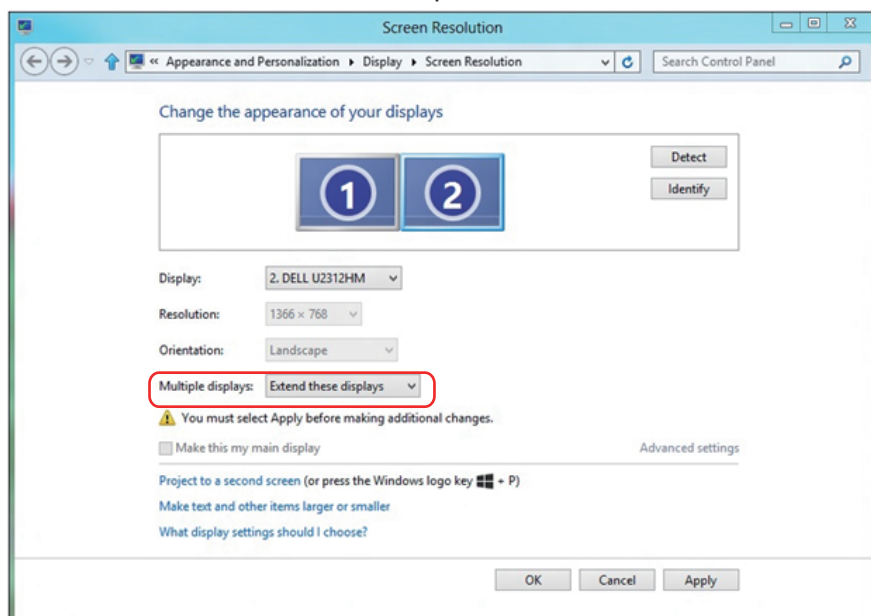 Screen Resolution
« Appearance and Personalization ▸ Display ▸ Screen Resolution
Search Control Panel
Change the appearance of your displays
1
2
Detect
Identify
Display: 2. DELL U2312HM
Resolution: 1366 × 768
Orientation: Landscape
Multiple displays: Extend these displays
You must select Apply before making additional changes.
Make this my main display
Advanced settings
Project to a second screen (or press the Windows logo key + P)
Make text and other items larger or smaller
What display settings should I choose?
OK Cancel Apply